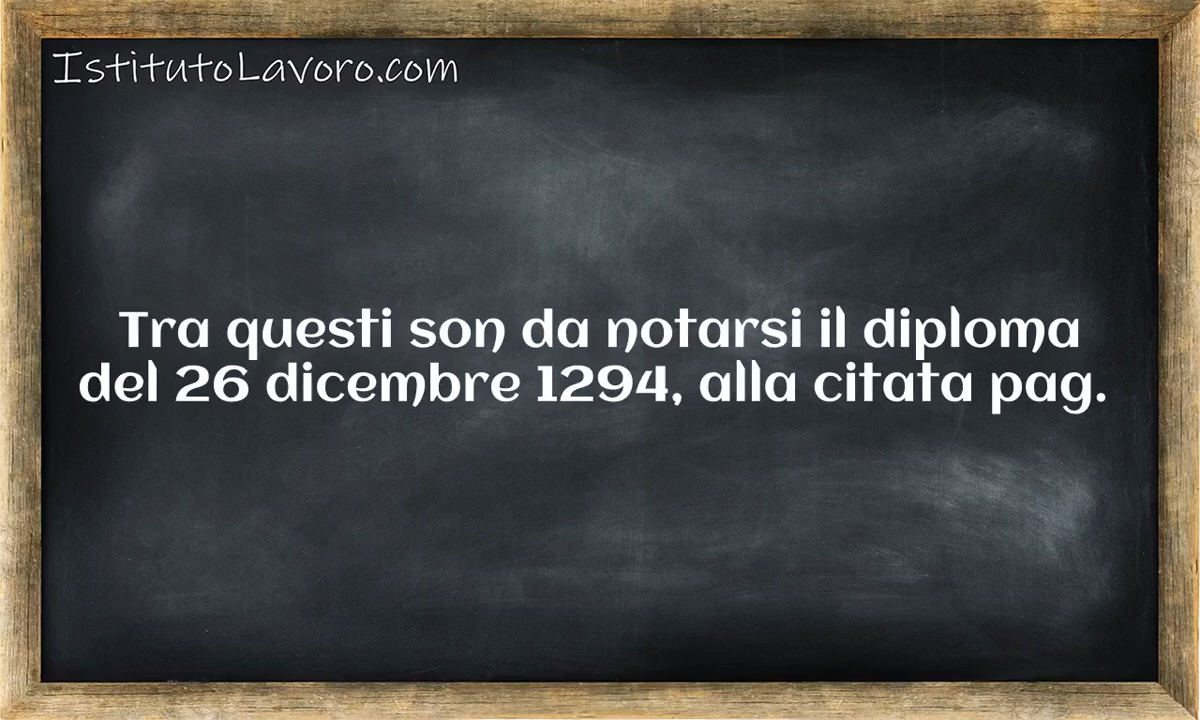 IstitutoLavoro.com
Tra questi son da notarsi il diploma
del 26 dicembre 1294, alla citata pag.